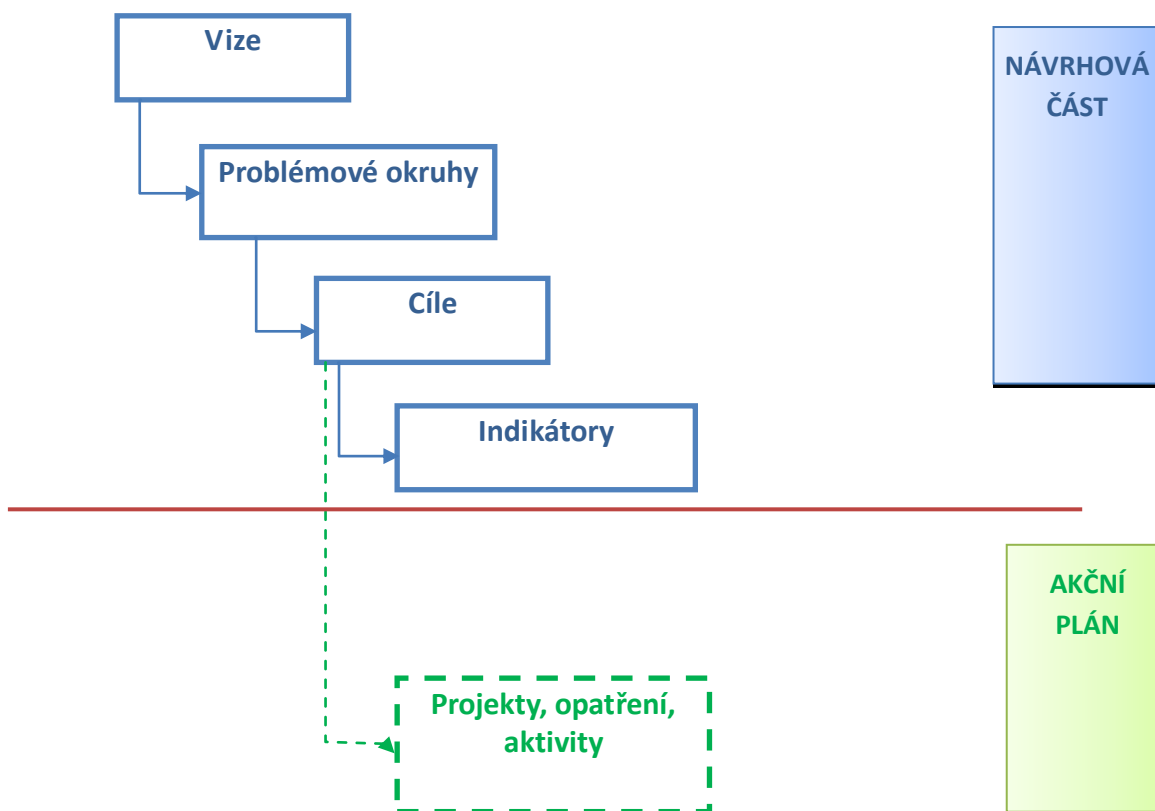 Vize
NÁVRHOVÁ
ČÁST
Problémové okruhy
Cíle
Indikátory
AKČNÍ
PLÁN
Projekty, opatření,
aktivity